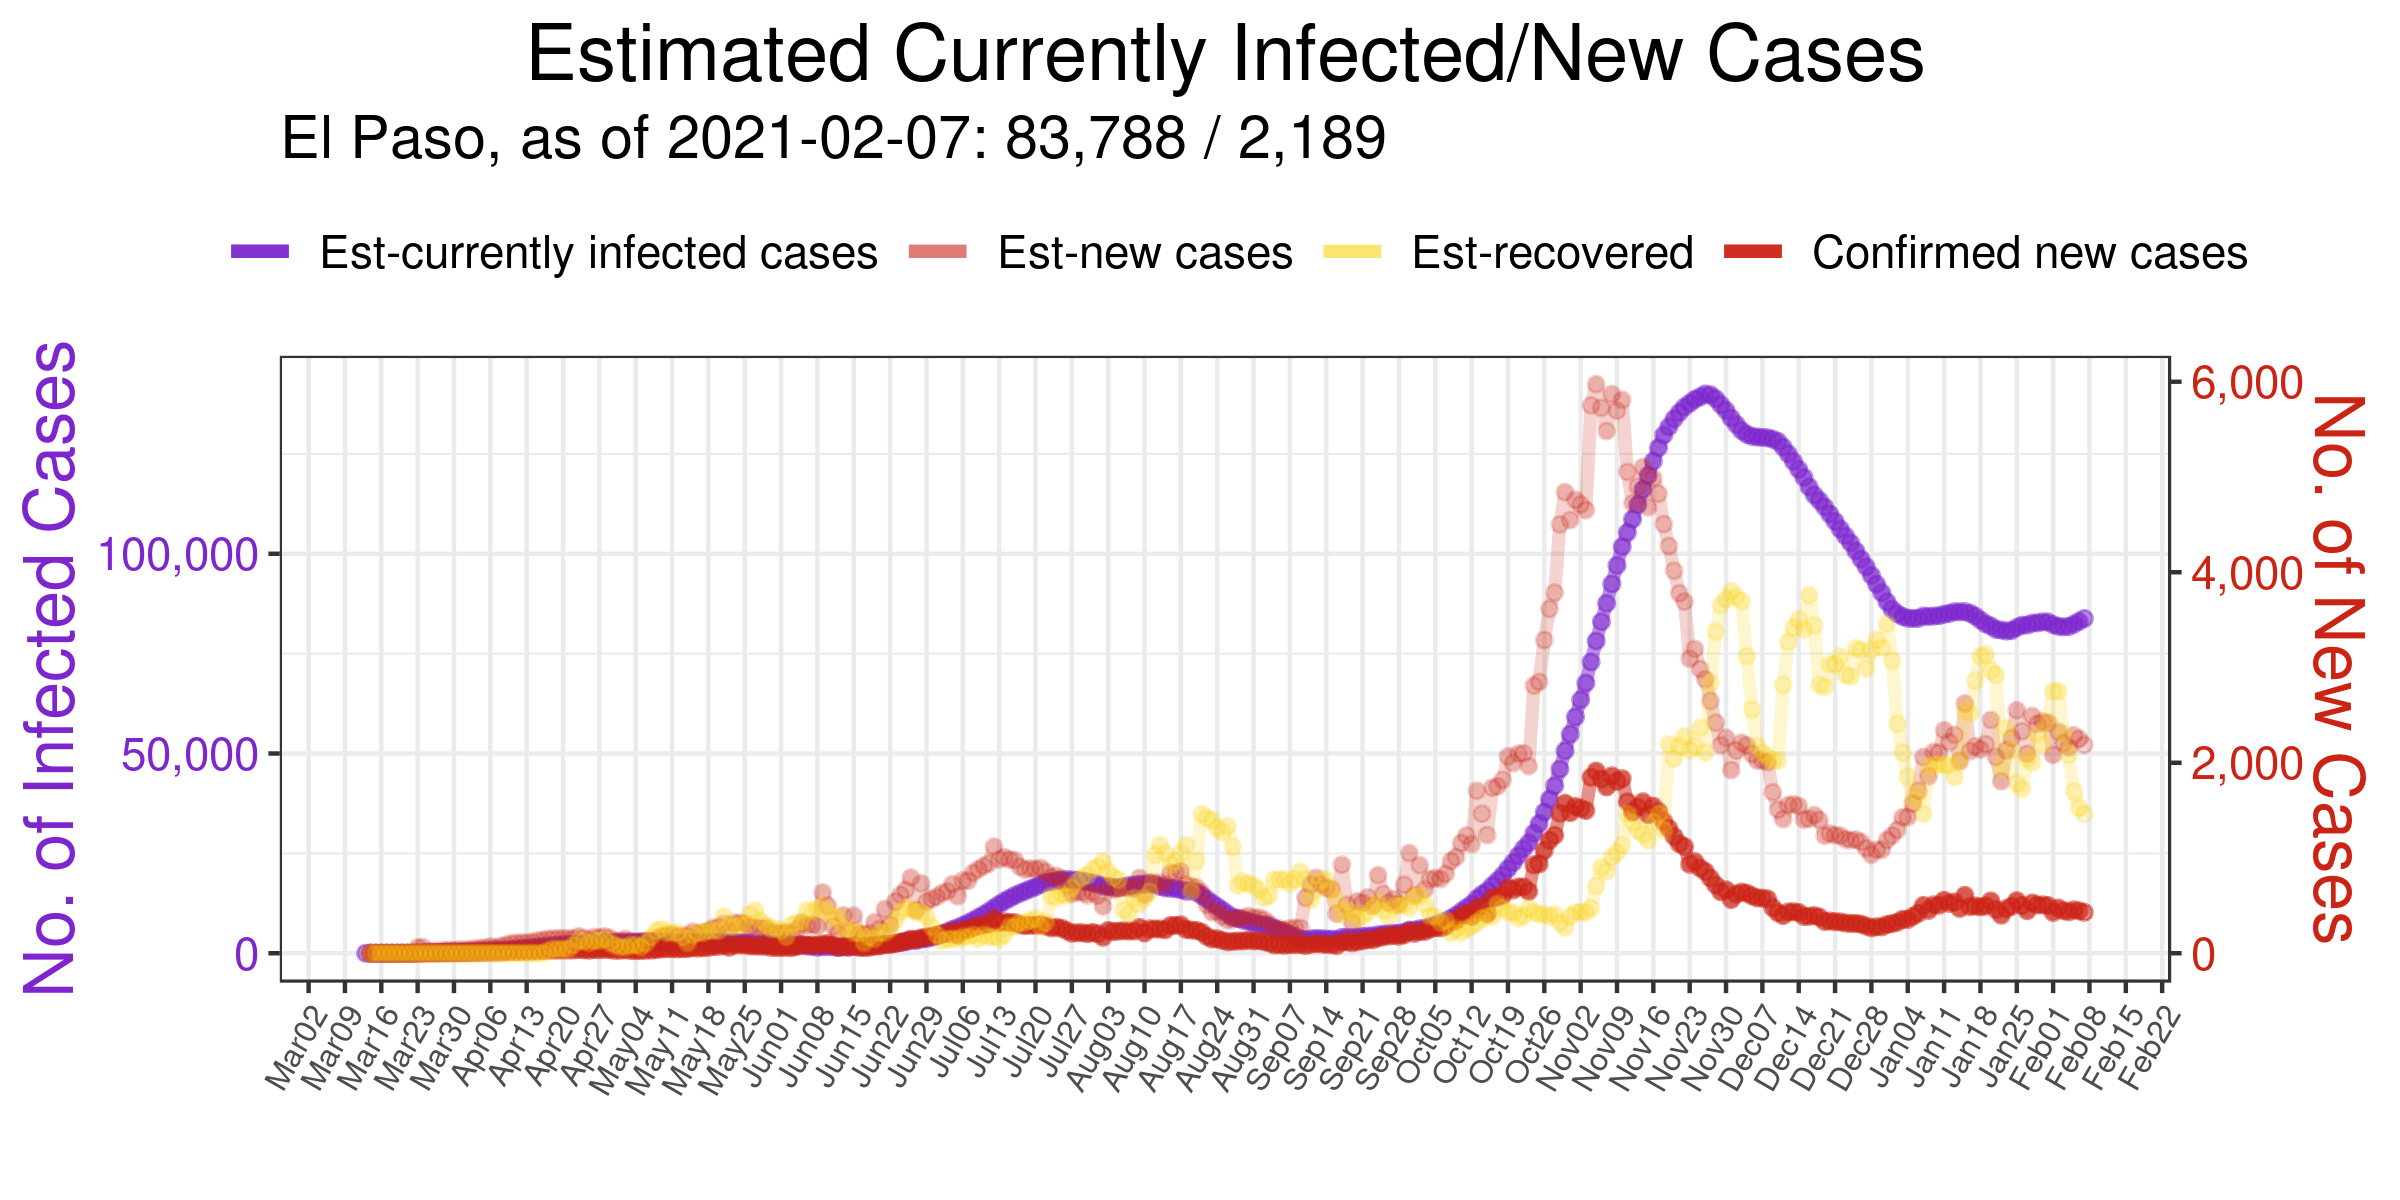 Estimated Currently Infected/New Cases
El Paso, as of 2021-02-07: 83,788 / 2,189
Est-currently infected cases Est-new cases Est-recovered Confirmed new cases
No. of Infected Cases
100,000
50,000
0
6,000
4,000
2,000
0
No. of New Cases
Mar02 Mar09 Mar16 Mar23 Mar30 Apr06 Apr13 Apr20 Apr27 May04 May11 May18 May25 Jun01 Jun08 Jun15 Jun22 Jun29 Jul06 Jul13 Jul20 Jul27 Aug03 Aug10 Aug17 Aug24 Aug31 Sep07 Sep14 Sep21 Sep28 Oct05 Oct12 Oct19 Oct26 Nov02 Nov09 Nov16 Nov23 Nov30 Dec07 Dec14 Dec21 Dec28 Jan04 Jan11 Jan18 Jan25 Feb01 Feb08 Feb15 Feb22